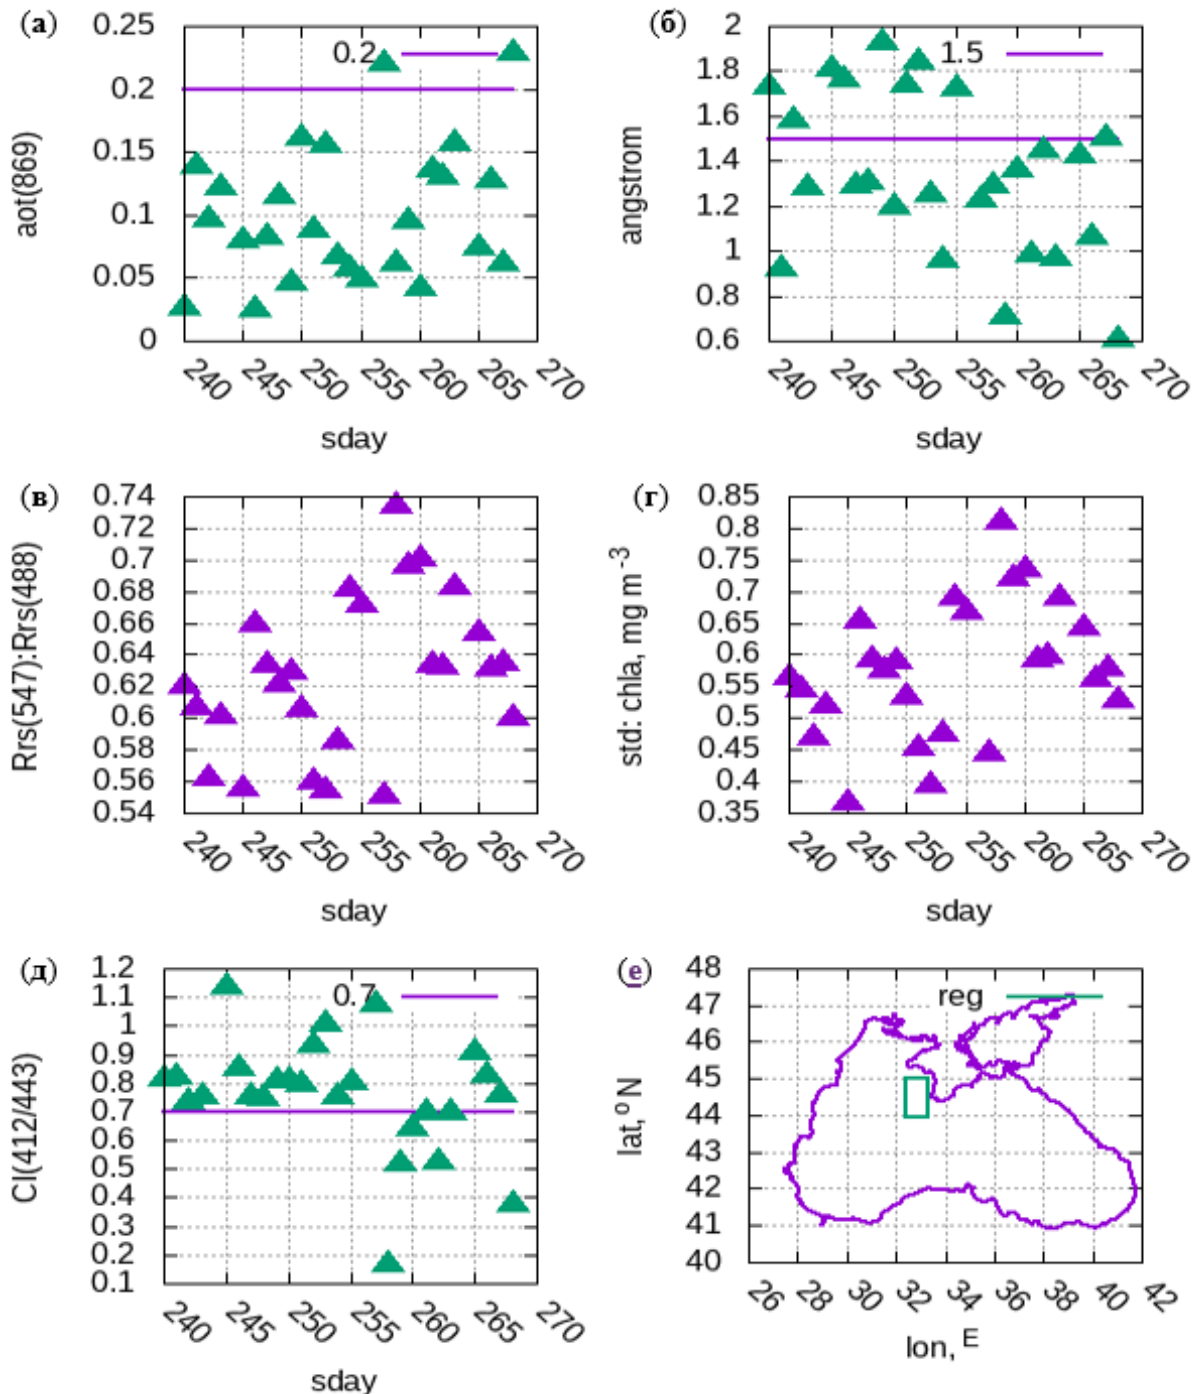 (а)
aot(869)
0.25
0.2
0.15
0.1
0.05
0
0.2
240 245 250 255 260 265 270
sday
(б)
angstrom
2
1.8
1.6
1.4
1.2
1
0.8
0.6
1.5
240 245 250 255 260 265 270
sday
(в)
Rrs(547):Rrs(488)
0.74
0.72
0.7
0.68
0.66
0.64
0.62
0.6
0.58
0.56
0.54
240 245 250 255 260 265 270
sday
(г)
std: chla, mg m⁻³
0.85
0.8
0.75
0.7
0.65
0.6
0.55
0.5
0.45
0.4
0.35
240 245 250 255 260 265 270
sday
(д)
CI(412/443)
1.2
1.1
1
0.9
0.8
0.7
0.6
0.5
0.4
0.3
0.2
0.1
0.7
240 245 250 255 260 265 270
sday
(е)
lat,° N
48
47
46
45
44
43
42
41
40
reg
26 28 30 32 34 36 38 40 42
lon, E